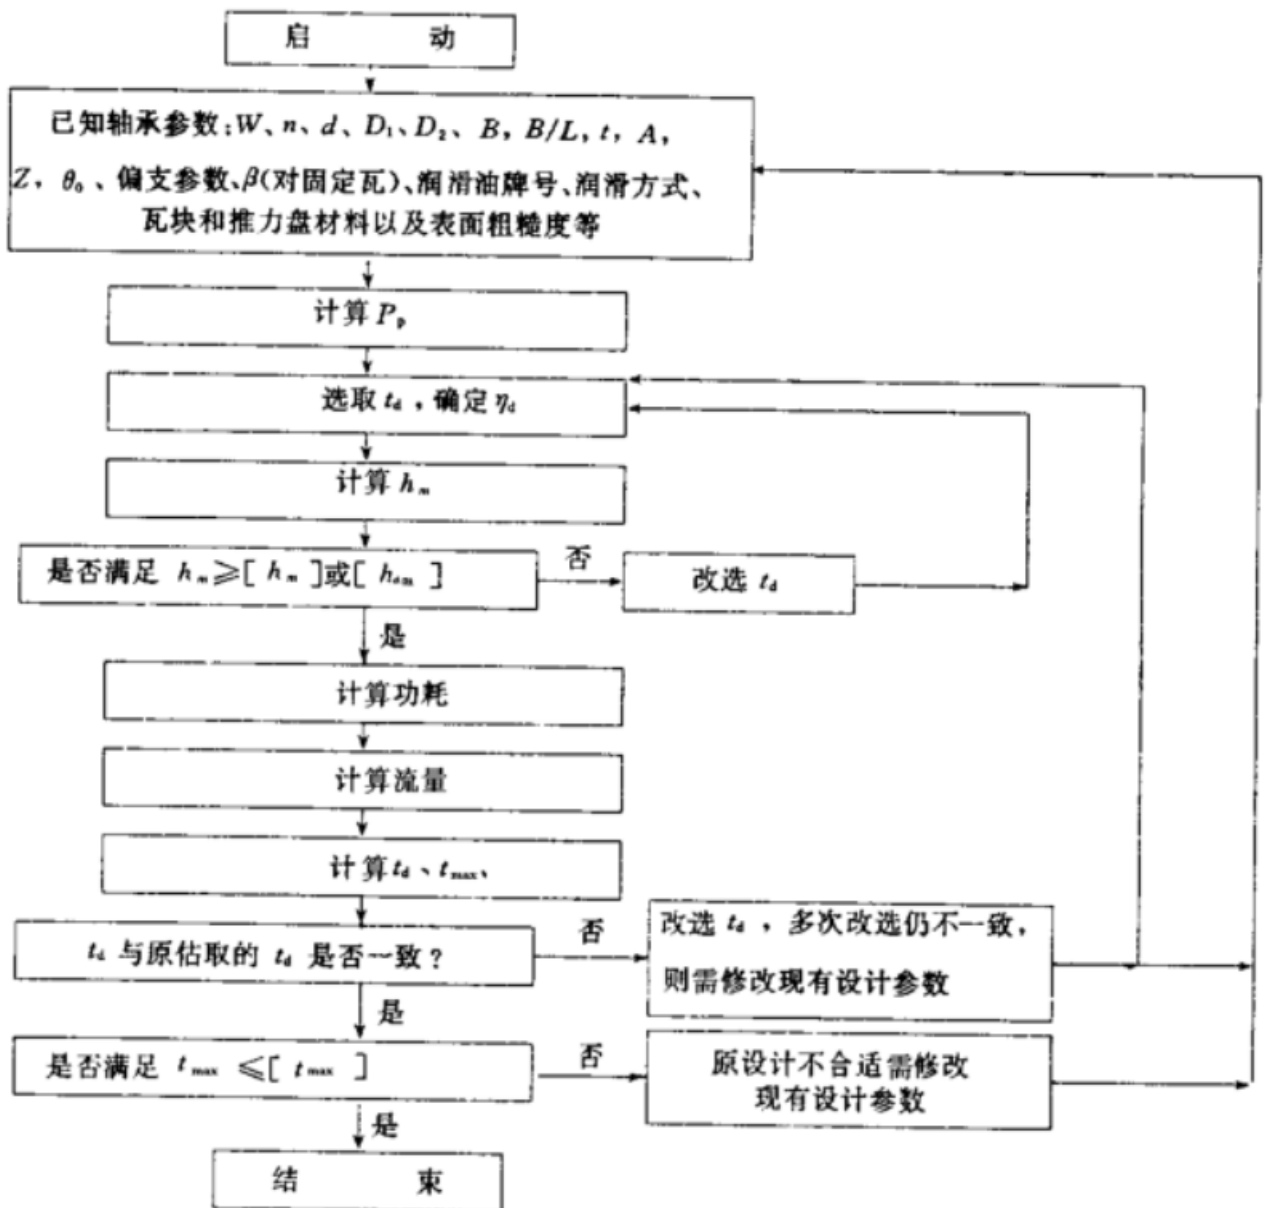 启 动
已知轴承参数:W、n、d、D₁、D₂、B,B/L,t,A,
Z,θ₀、偏支参数、β(对固定瓦)、润滑油牌号、润滑方式、
瓦块和推力盘材料以及表面粗糙度等
计算 Pₚ
选取 t_d,确定 η_d
计算 h_m
是否满足 h_m≥[ h_m ]或[ h_dm ]
否
改选 t_d
是
计算功耗
计算流量
计算t_d、t_max、
t_d 与原估取的 t_d 是否一致?
否
改选 t_d,多次改选仍不一致,
则需修改现有设计参数
是
是否满足 t_max ≤[ t_max ]
否
原设计不合适需修改
现有设计参数
是
结 束